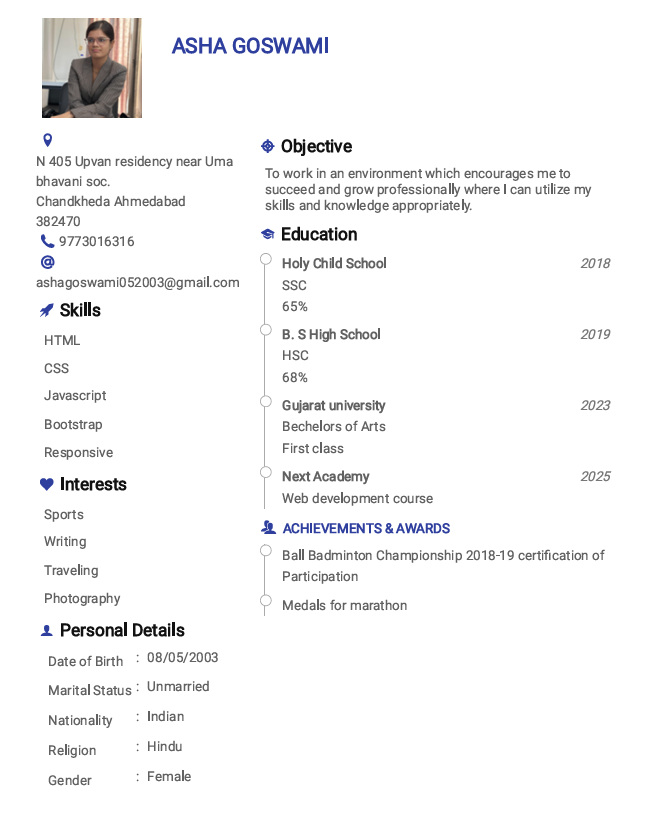 ASHA GOSWAMI
N 405 Upvan residency near Uma
bhavani soc.
Chandkheda Ahmedabad
382470
9773016316
@
ashagoswami052003@gmail.com
Skills
HTML
CSS
Javascript
Bootstrap
Responsive
Interests
Sports
Writing
Traveling
Photography
Personal Details
Date of Birth : 08/05/2003
Marital Status : Unmarried
Nationality : Indian
Religion : Hindu
Gender : Female
Objective
To work in an environment which encourages me to
succeed and grow professionally where I can utilize my
skills and knowledge appropriately.
Education
Holy Child School 2018
SSC
65%
B. S High School 2019
HSC
68%
Gujarat university 2023
Bechelors of Arts
First class
Next Academy 2025
Web development course
ACHIEVEMENTS & AWARDS
Ball Badminton Championship 2018-19 certification of
Participation
Medals for marathon